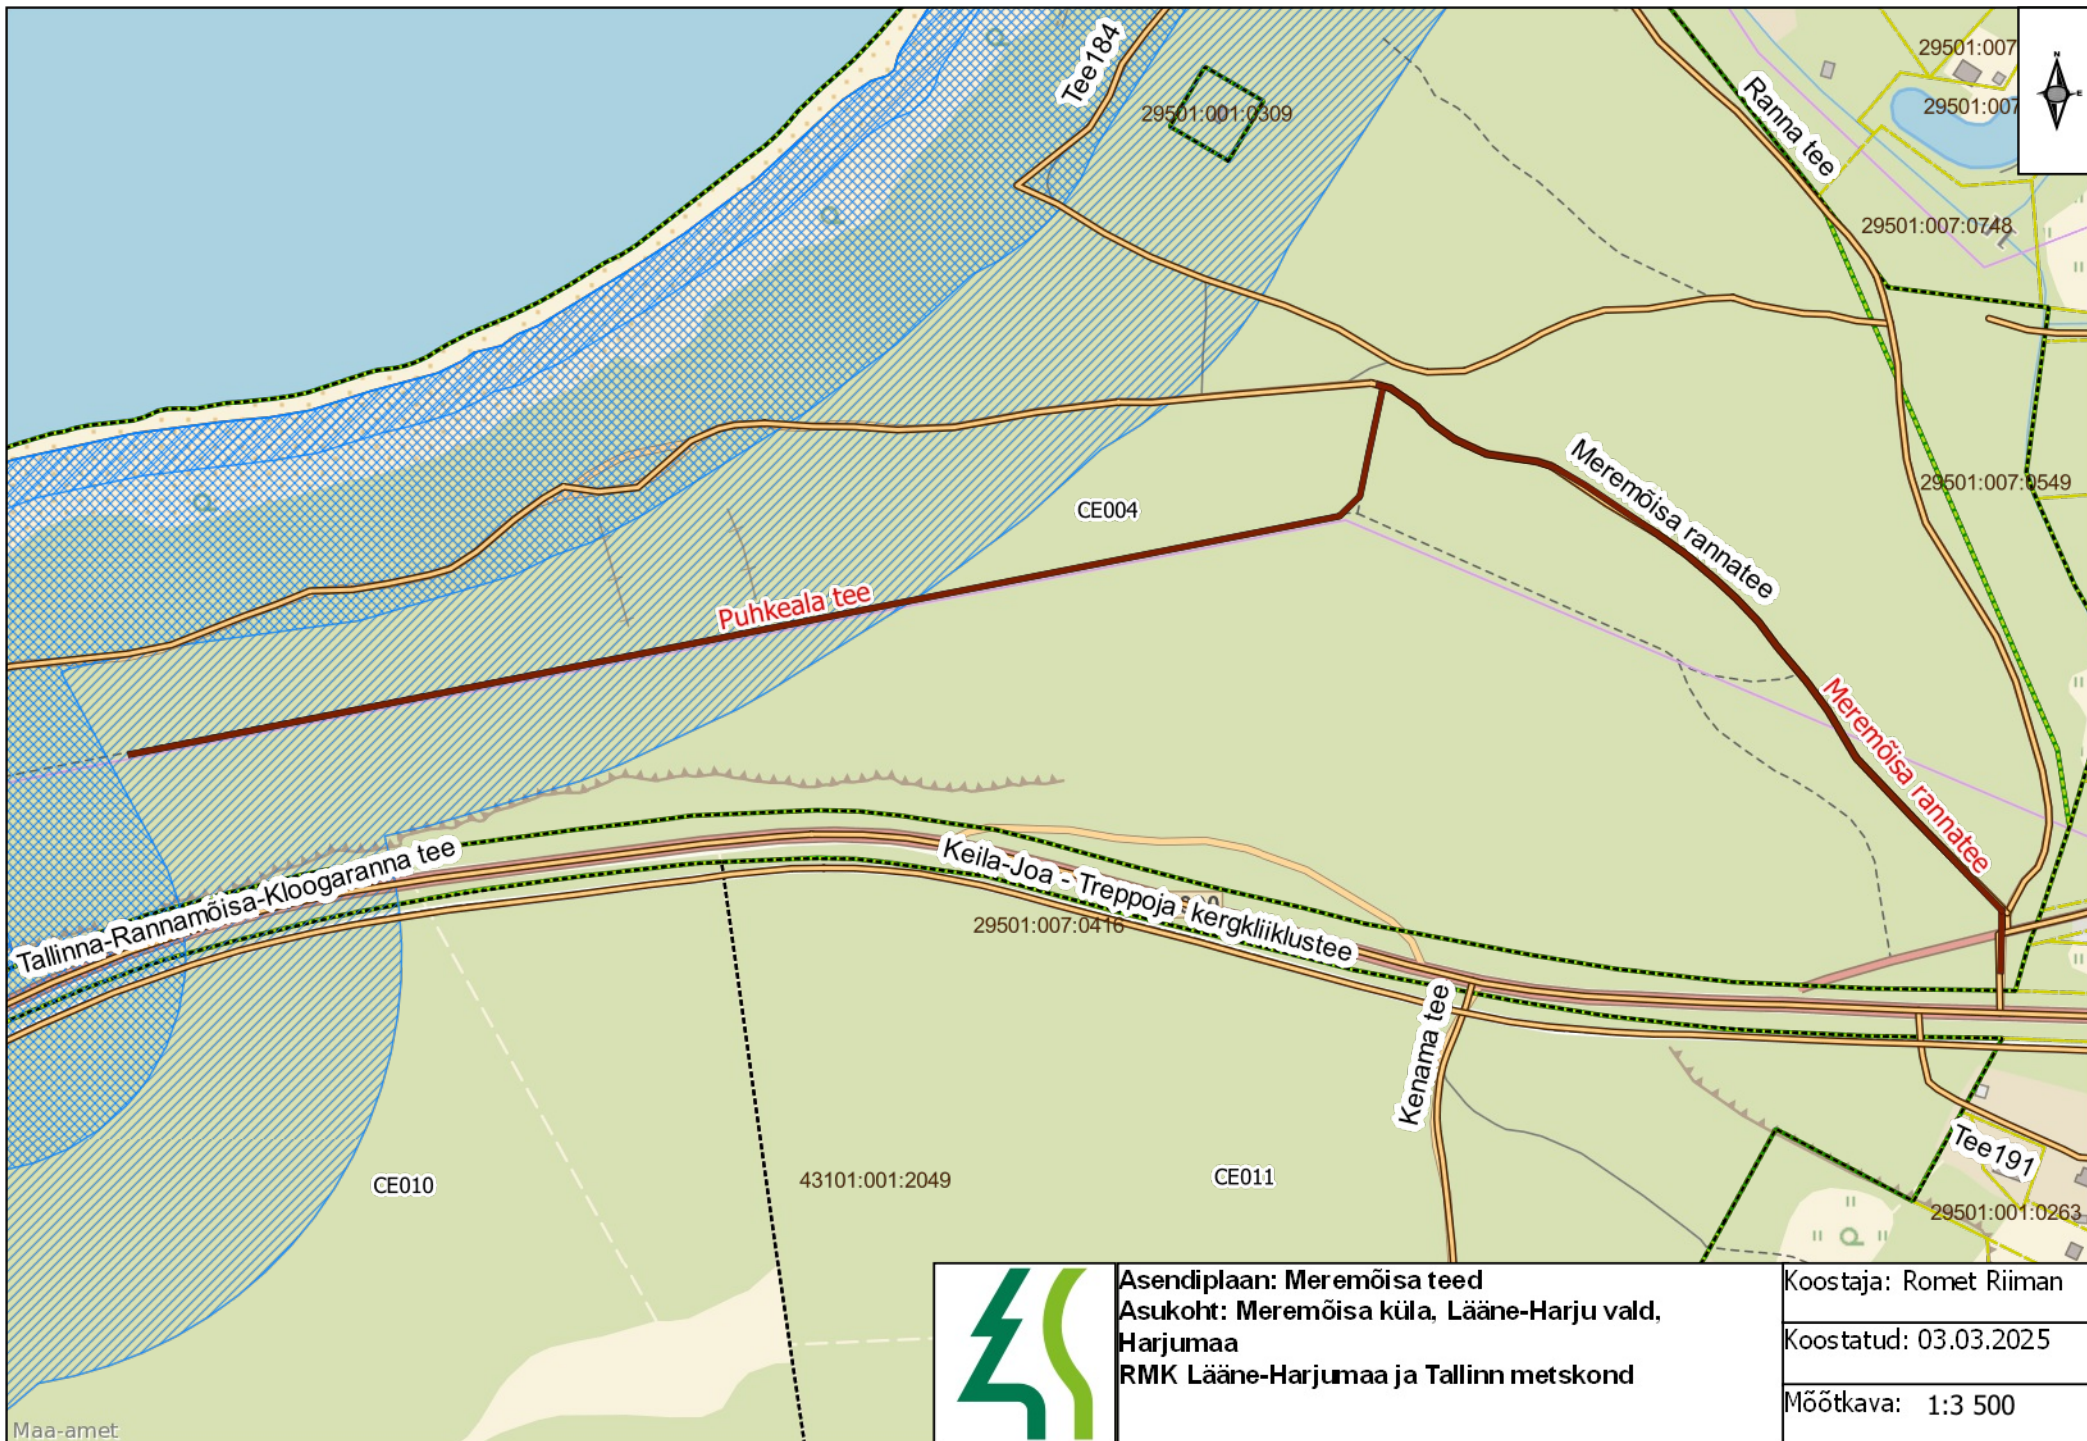 Tee184
29501:001:0309
Ranna tee
29501:007
29501:007
N
E
29501:007:0748
29501:007:0549
Meremõisa rannatee
CE004
Puhkeala tee
Meremõisa rannatee
Tallinna-Rannamõisa-Kloogaranna tee
Keila-Joa - Treppoja kergkliiklustee
29501:007:0416
Kenama tee
Tee191
29501:001:0263
CE010
43101:001:2049
CE011
Asendiplaan: Meremõisa teed
Asukoht: Meremõisa küla, Lääne-Harju vald,
Harjumaa
RMK Lääne-Harjumaa ja Tallinn metskond
Koostaja: Romet Riiman
Koostatud: 03.03.2025
Mõõtkava: 1:3 500
Maa-amet